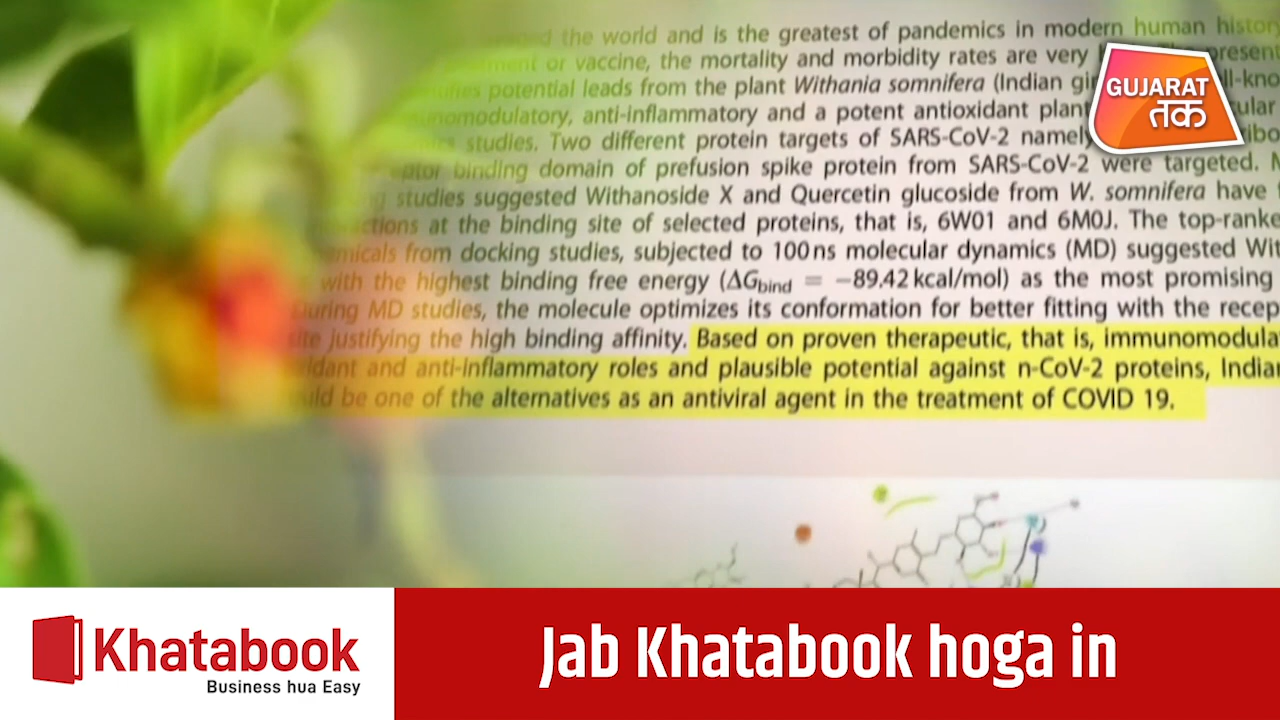 the world and is the greatest of pandemics in modern human history
or vaccine, the mortality and morbidity rates are very present
potential leads from the plant Withania somnifera (Indian
anti-inflammatory and a potent antioxidant plant
studies. Two different protein targets of SARS-CoV-2 namely
binding domain of prefusion spike protein from SARS-CoV-2 were targeted.
studies suggested Withanoside X and Quercetin glucoside from W. somnifera have
at the binding site of selected proteins, that is, 6W01 and 6M0J. The
from docking studies, subjected to 100 ns molecular dynamics (MD) suggested
with the highest binding free energy (ΔGbind = −89.42 kcal/mol) as the most promising
during MD studies, the molecule optimizes its conformation for better fitting with the
site justifying the high binding affinity. Based on proven therapeutic, that is,
and anti-inflammatory roles and plausible potential against n-CoV-2 proteins, Indian
be one of the alternatives as an antiviral agent in the treatment of COVID 19.
GUJARAT
तक
Khatabook
Business hua Easy
Jab Khatabook hoga in